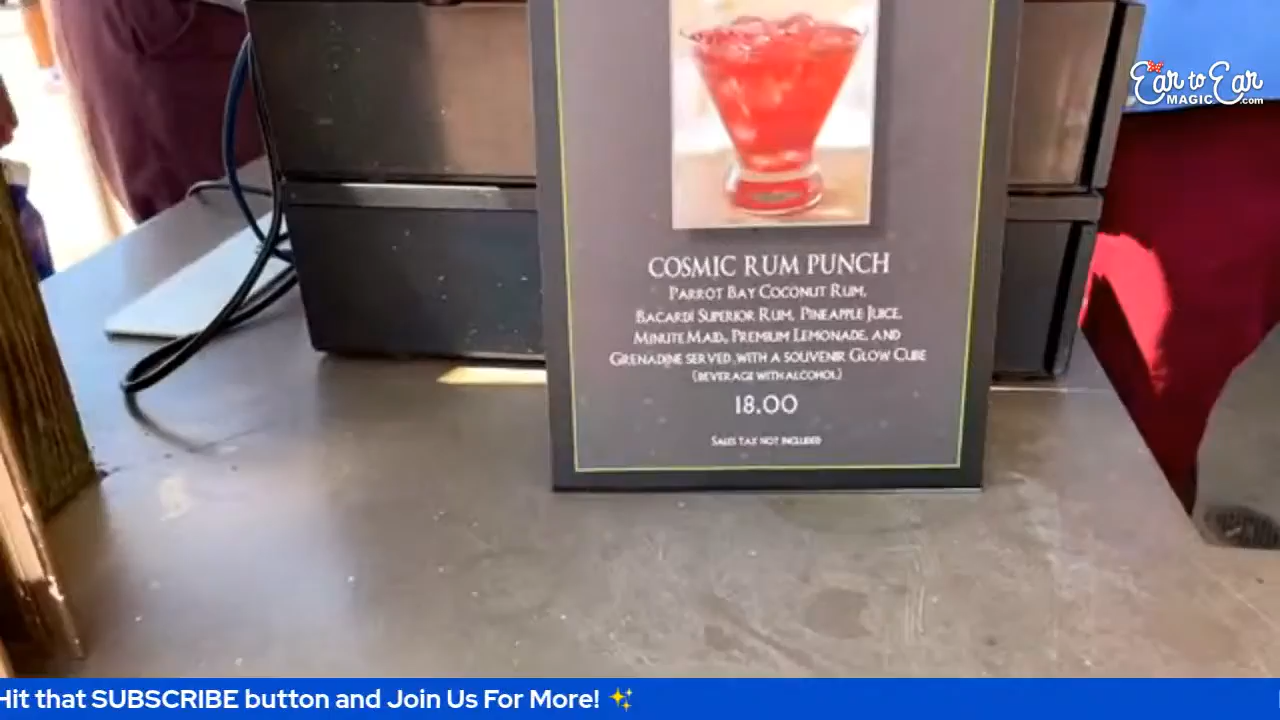 Ear to Ear
MAGIC.com
COSMIC RUM PUNCH
PARROT BAY COCONUT RUM,
BACARDÍ SUPERIOR RUM, PINEAPPLE JUICE,
MINUTE MAID, PREMIUM LEMONADE, AND
GRENADINE SERVED WITH A SOUVENIR GLOW CUBE
(BEVERAGE WITH ALCOHOL)
18.00
SALES TAX NOT INCLUDED
Hit that SUBSCRIBE button and Join Us For More! ✨